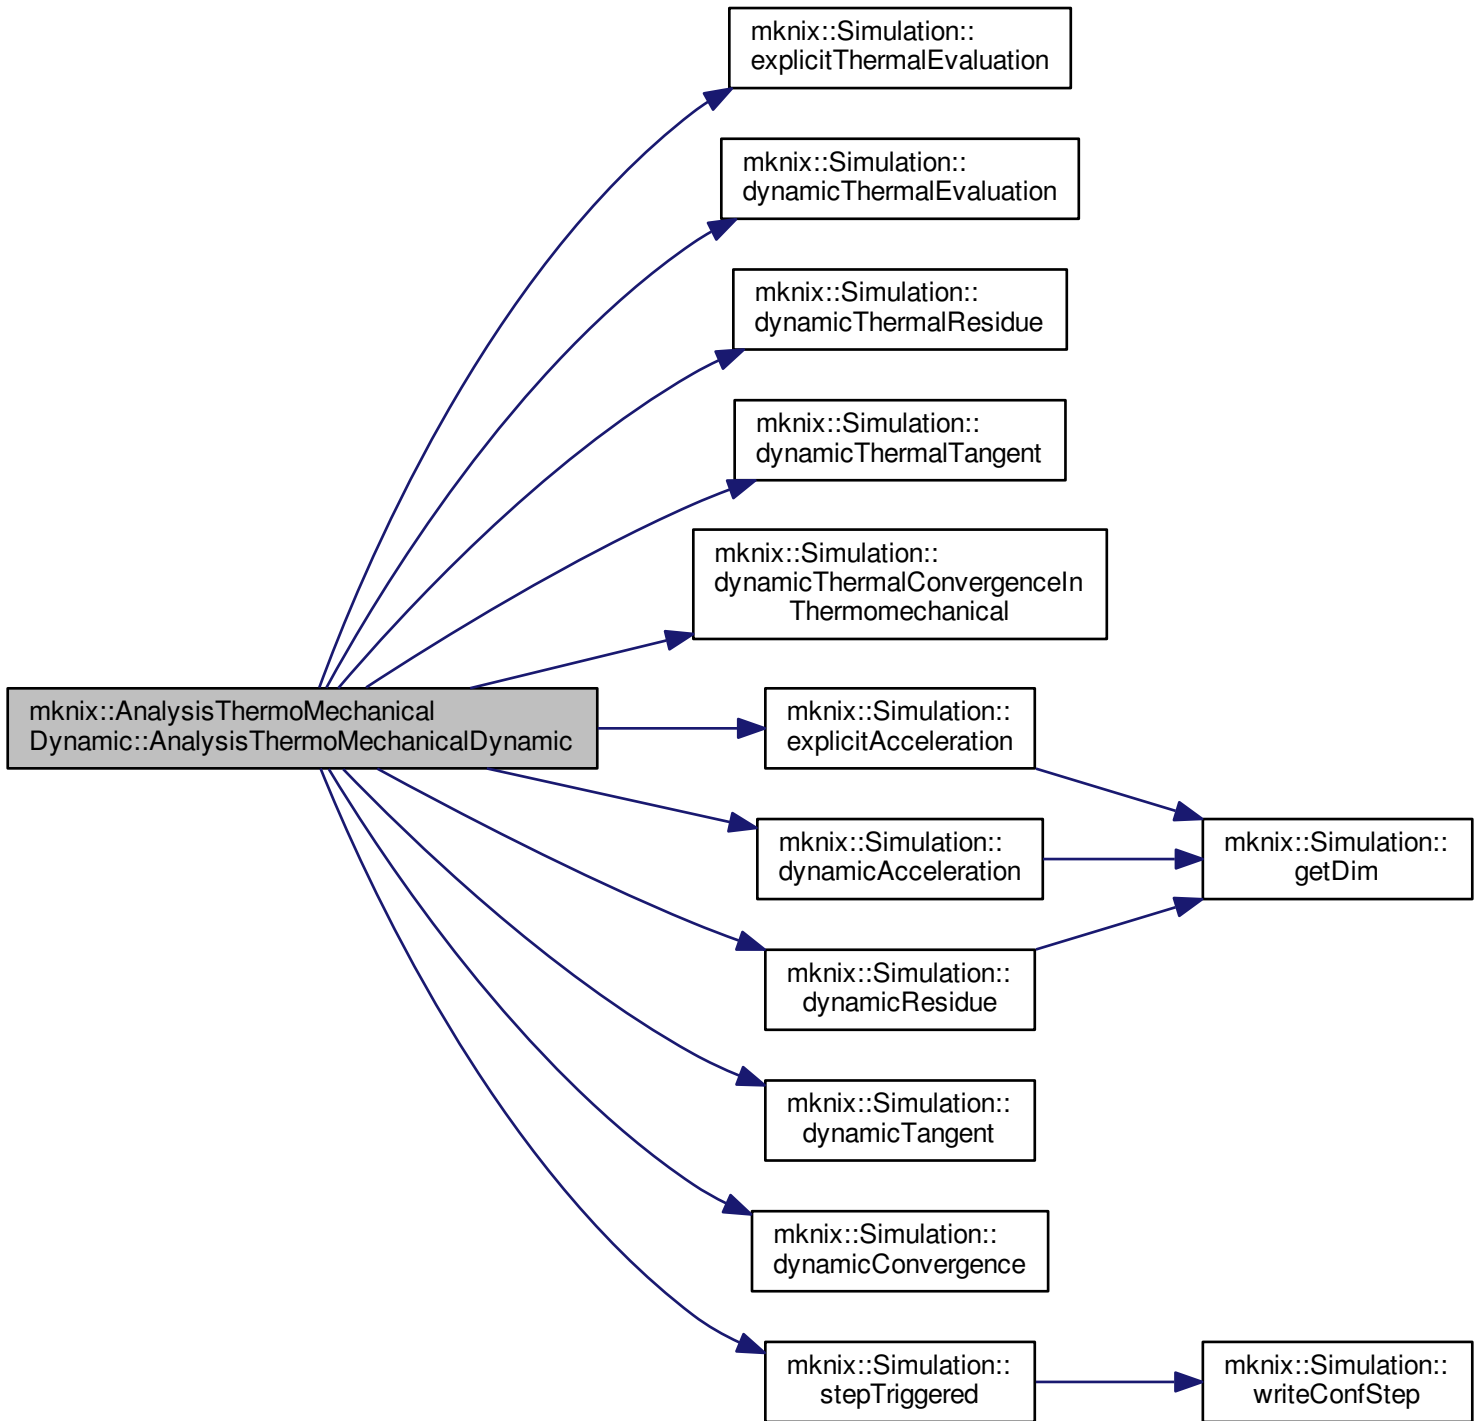 mknix::Simulation::
explicitThermalEvaluation
mknix::Simulation::
dynamicThermalEvaluation
mknix::Simulation::
dynamicThermalResidue
mknix::Simulation::
dynamicThermalTangent
mknix::Simulation::
dynamicThermalConvergenceIn
Thermomechanical
mknix::AnalysisThermoMechanical
Dynamic::AnalysisThermoMechanicalDynamic
mknix::Simulation::
explicitAcceleration
mknix::Simulation::
dynamicAcceleration
mknix::Simulation::
getDim
mknix::Simulation::
dynamicResidue
mknix::Simulation::
dynamicTangent
mknix::Simulation::
dynamicConvergence
mknix::Simulation::
stepTriggered
mknix::Simulation::
writeConfStep